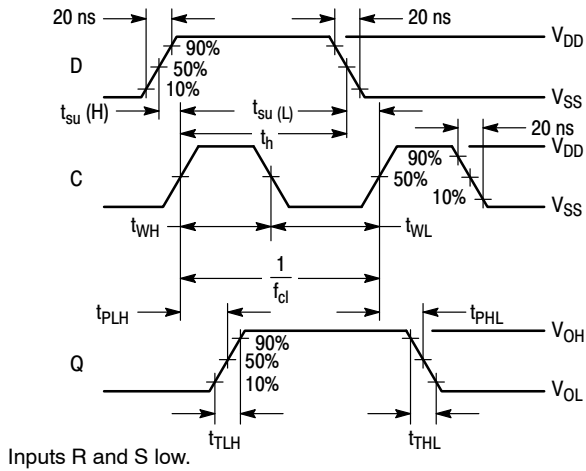 20 ns
20 ns
D
90%
50%
10%
V_DD
V_SS
t_su (H)
t_su (L)
t_h
20 ns
C
90%
50%
10%
V_DD
V_SS
t_WH
t_WL
1
f_cl
t_PLH
t_PHL
Q
90%
50%
10%
V_OH
V_OL
t_TLH
t_THL
Inputs R and S low.